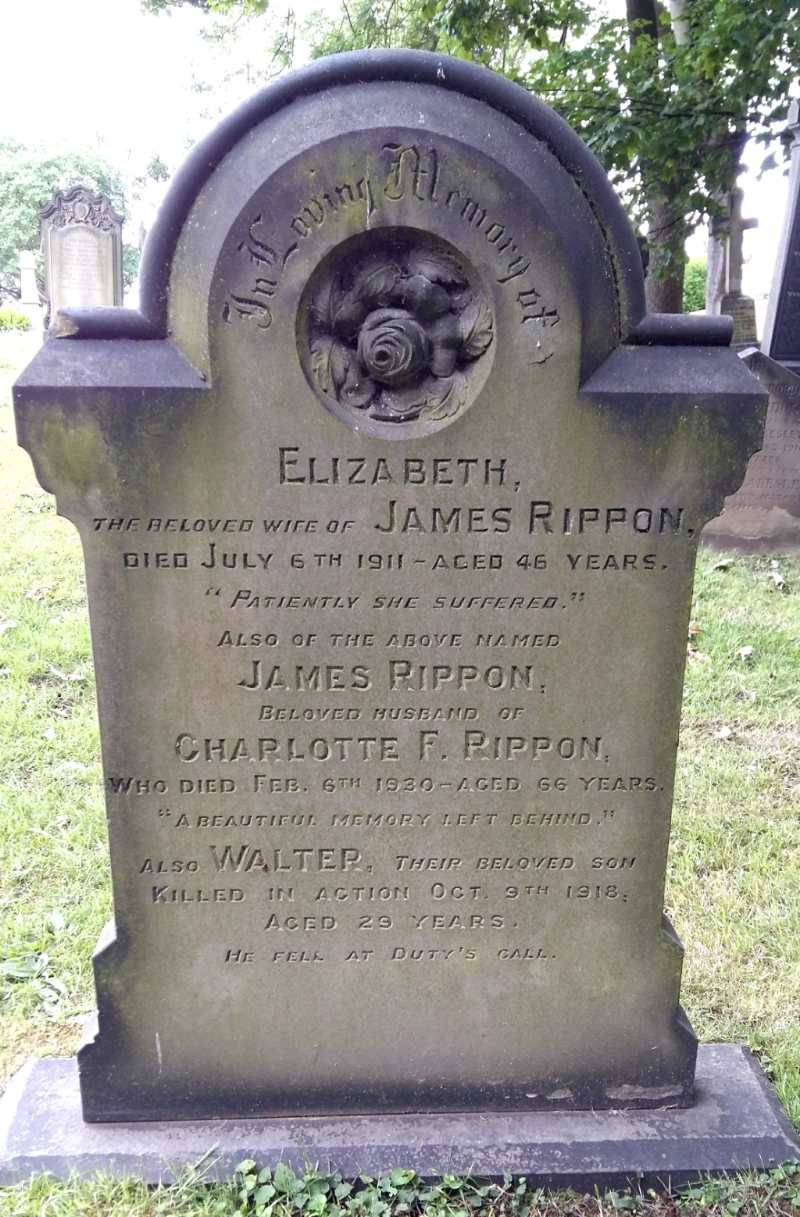 In Loving Memory of
ELIZABETH,
THE BELOVED WIFE OF JAMES RIPPON,
DIED JULY 6TH 1911 - AGED 46 YEARS.
"PATIENTLY SHE SUFFERED."
ALSO OF THE ABOVE NAMED
JAMES RIPPON,
BELOVED HUSBAND OF
CHARLOTTE F. RIPPON,
WHO DIED FEB. 6TH 1930 - AGED 66 YEARS.
"A BEAUTIFUL MEMORY LEFT BEHIND."
ALSO WALTER, THEIR BELOVED SON
KILLED IN ACTION OCT. 9TH 1918,
AGED 29 YEARS.
HE FELL AT DUTY'S CALL.